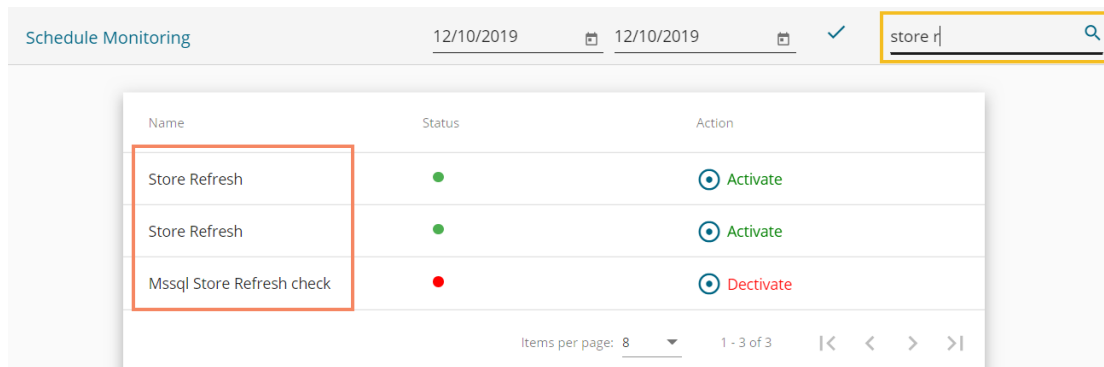 Schedule Monitoring 12/10/2019 12/10/2019 store r
Name Status Action
Store Refresh Activate
Store Refresh Activate
Mssql Store Refresh check Dectivate
Items per page: 8 1 - 3 of 3